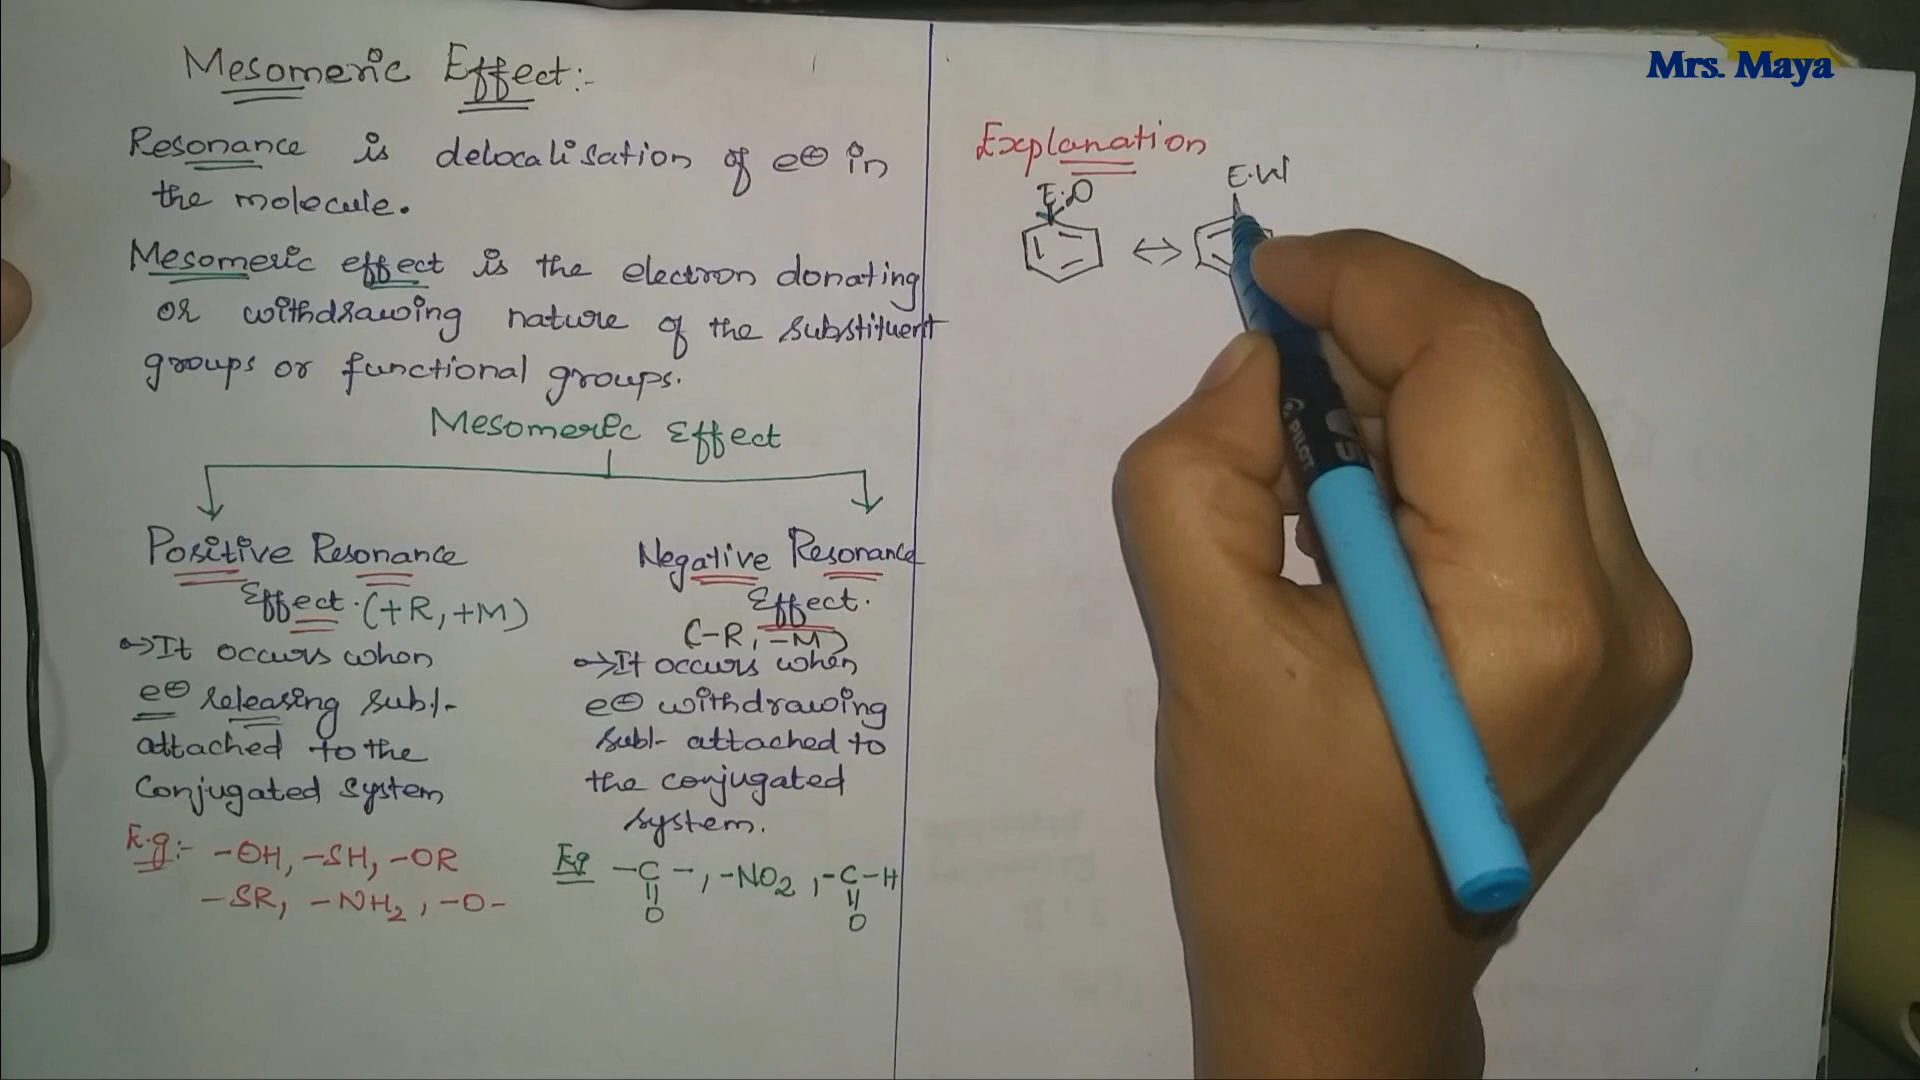 Mrs. Maya
Mesomeric Effect:-
Resonance is delocalisation of e⊖ in
the molecule.
Mesomeric effect is the electron donating
or withdrawing nature of the substituent
groups or functional groups.
Mesomeric Effect
Positive Resonance
Effect. (+R, +M)
→It occurs when
e⊖ releasing subt-
attached to the
Conjugated system
E.g:- -OH, -SH, -OR
-SR, -NH2, -O-
Negative Resonance
Effect.
(-R, -M)
→It occurs when
e⊖ withdrawing
subt- attached to
the conjugated
system.
Eg -C-, -NO2, -C-H
O O
Explanation
E.D E.W
PILOT